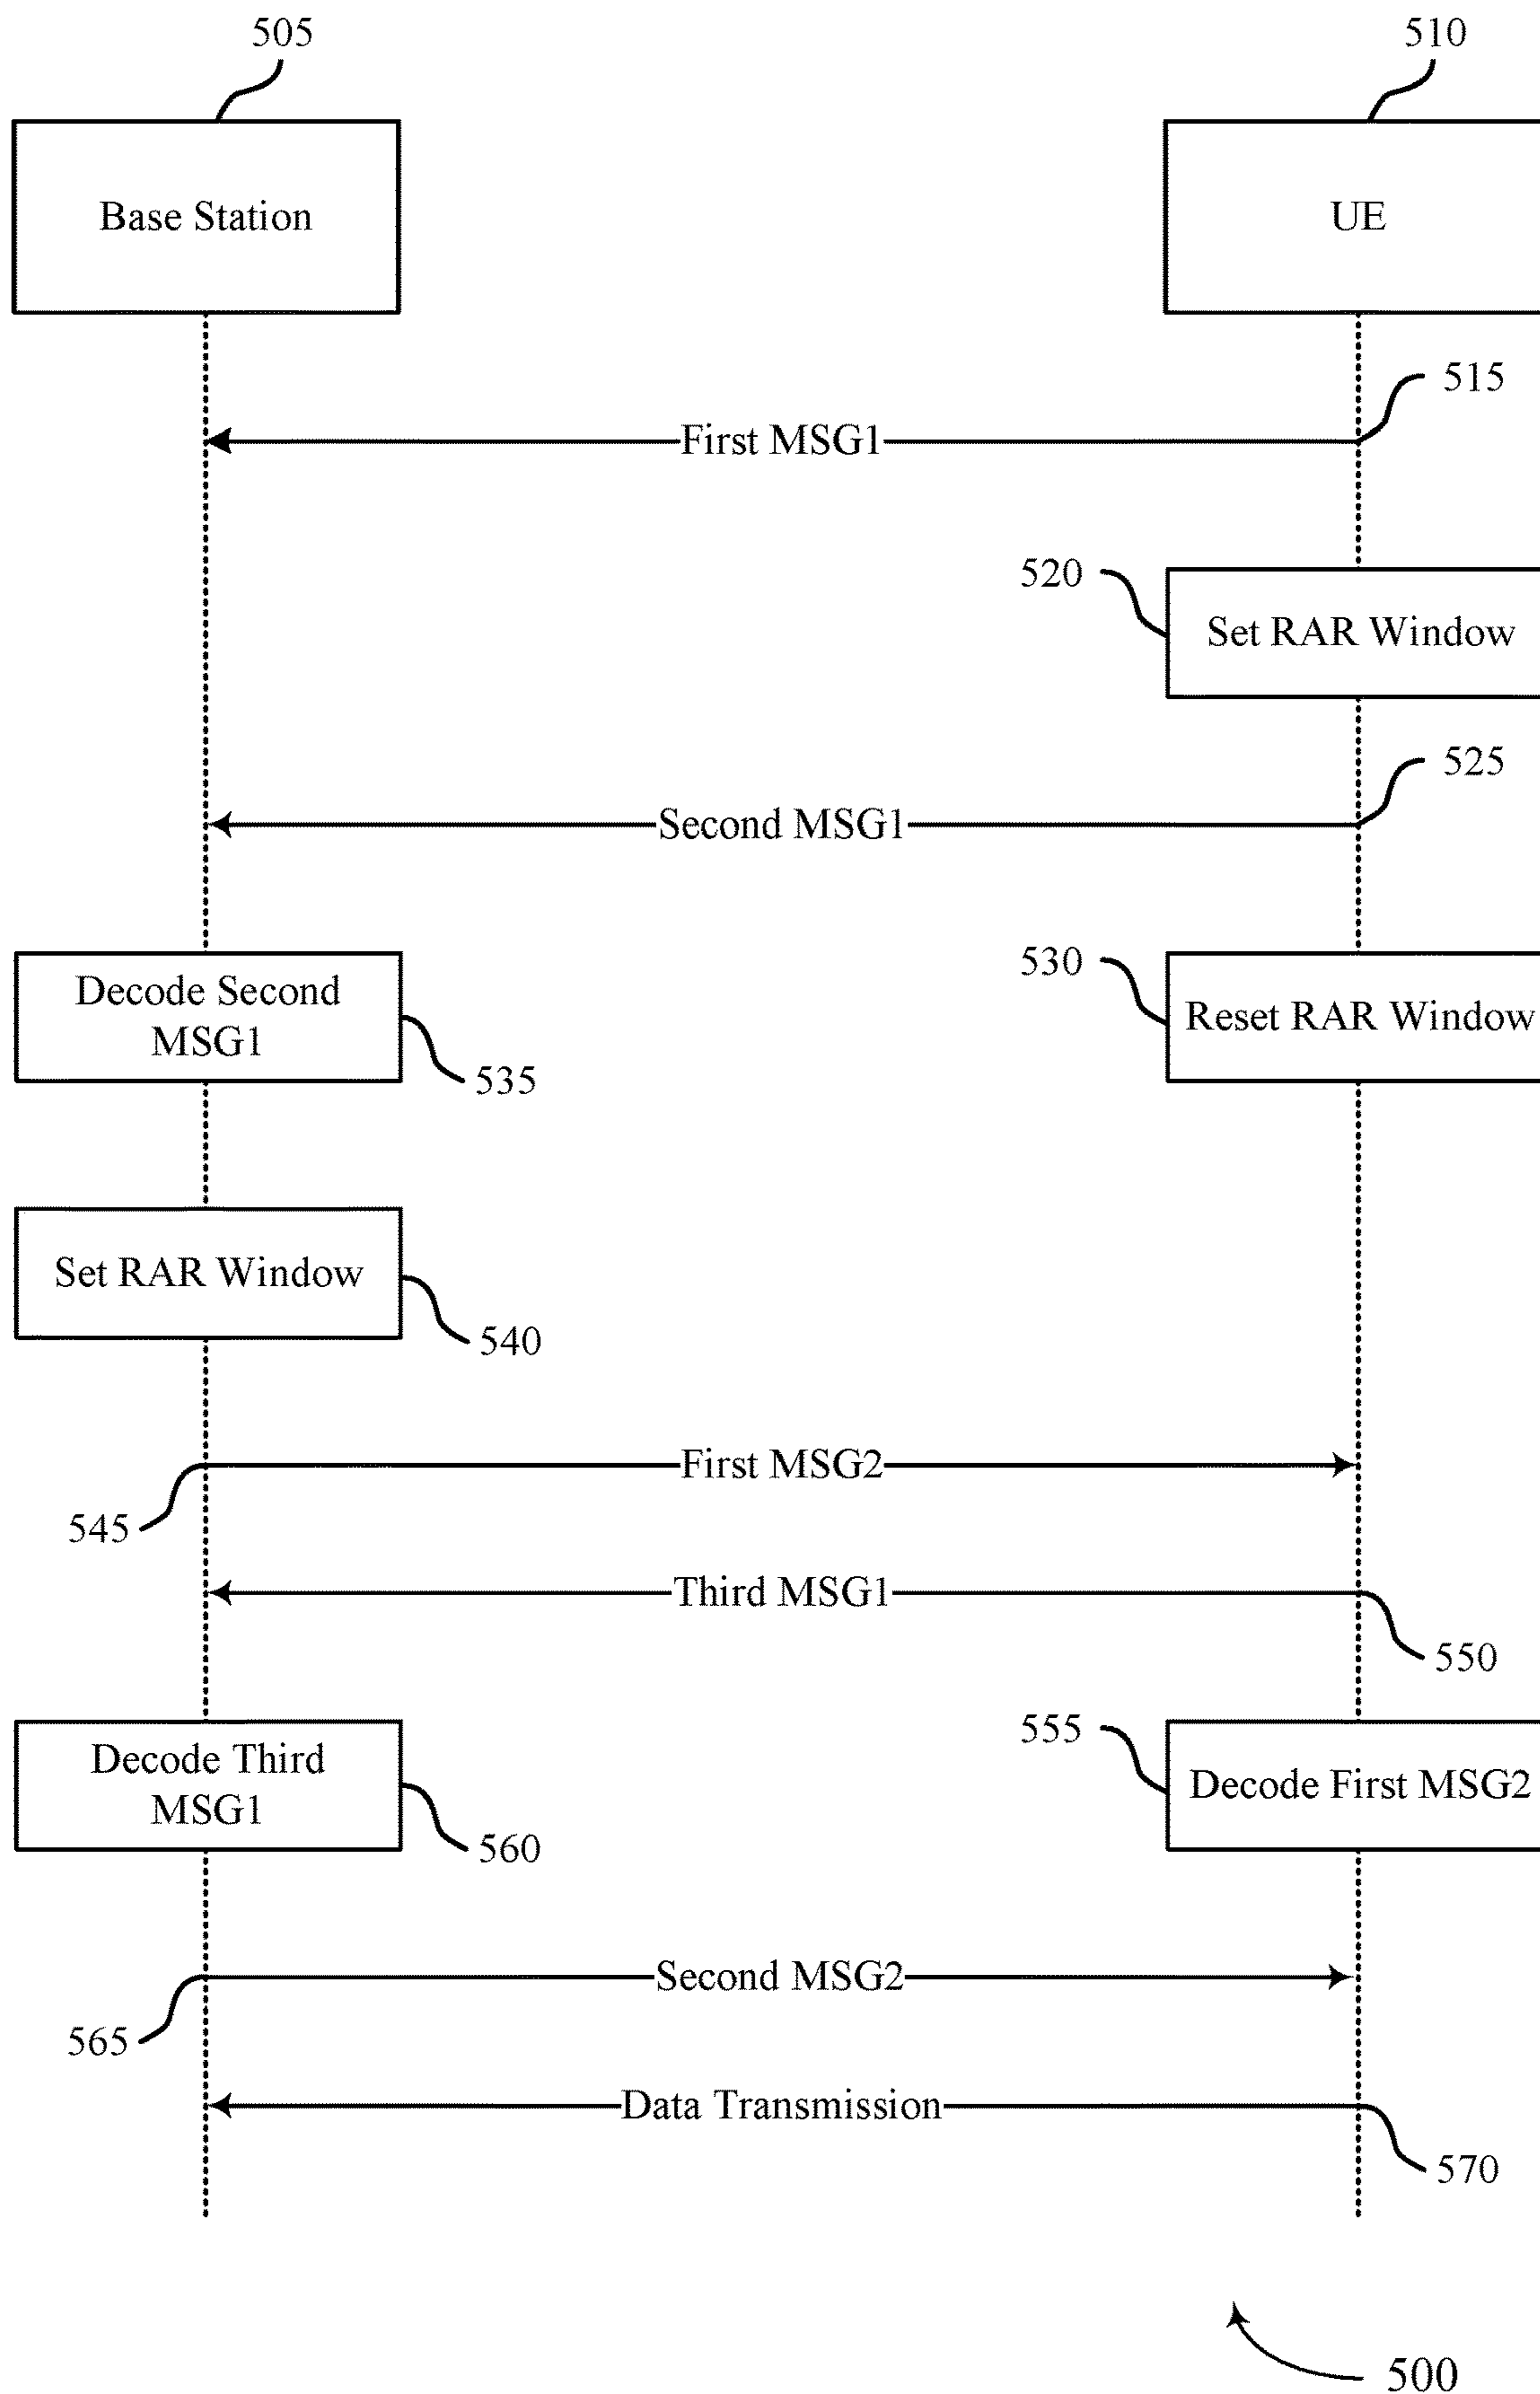 505
510
Base Station
UE
515
First MSG1
520
Set RAR Window
525
Second MSG1
530
Decode Second
MSG1
Reset RAR Window
535
Set RAR Window
540
First MSG2
545
Third MSG1
550
555
Decode Third
MSG1
Decode First MSG2
560
Second MSG2
565
Data Transmission
570
500